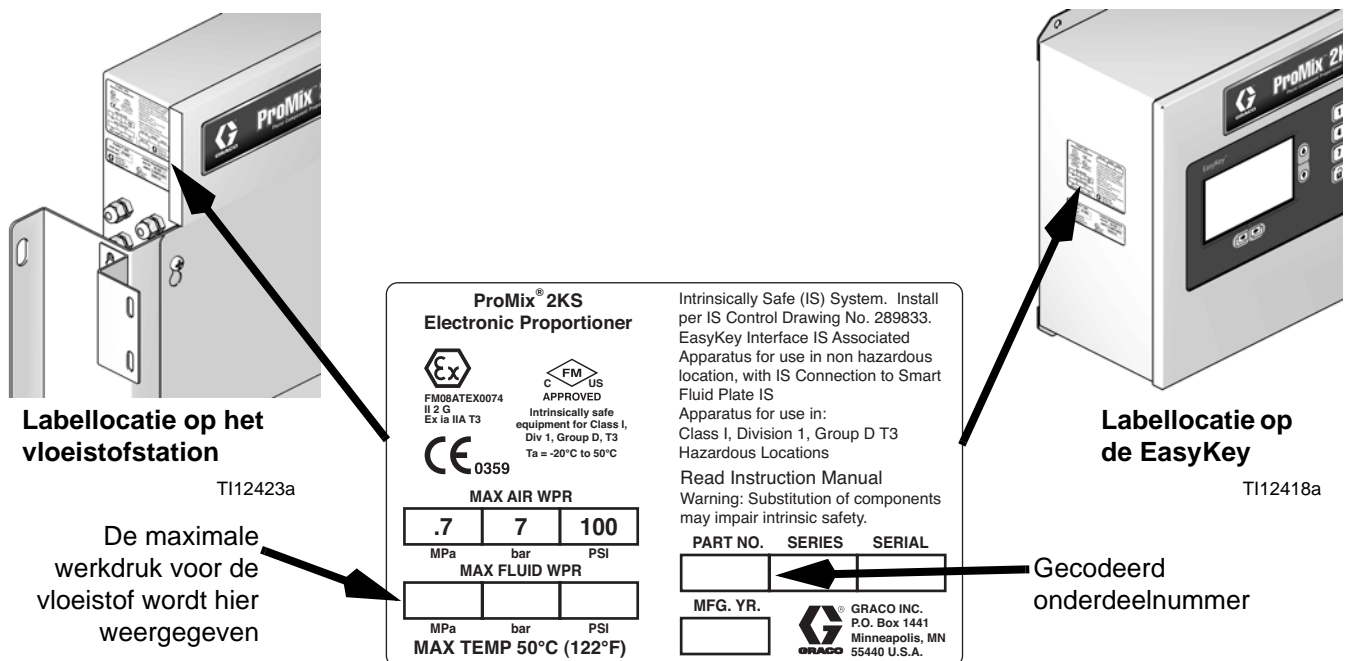 ProMix 2
GRACO
Labellocatie op het
vloeistofstation
TI12423a
De maximale
werkdruk voor de
vloeistof wordt hier
weergegeven
ProMix® 2KS
Electronic Proportioner
Ex
FM08ATEX0074
II 2 G
Ex ia IIA T3
CE 0359
FM
C US
APPROVED
Intrinsically safe
equipment for Class I,
Div 1, Group D, T3
Ta = -20°C to 50°C
MAX AIR WPR
.7 7 100
MPa bar PSI
MAX FLUID WPR
MPa bar PSI
MAX TEMP 50°C (122°F)
Intrinsically Safe (IS) System. Install
per IS Control Drawing No. 289833.
EasyKey Interface IS Associated
Apparatus for use in non hazardous
location, with IS Connection to Smart
Fluid Plate IS
Apparatus for use in:
Class I, Division 1, Group D T3
Hazardous Locations
Read Instruction Manual
Warning: Substitution of components
may impair intrinsic safety.
PART NO. SERIES SERIAL
MFG. YR.
GRACO
® GRACO INC.
P.O. Box 1441
Minneapolis, MN
55440 U.S.A.
ProMix 2K
GRACO
EasyKey
Labellocatie op
de EasyKey
TI12418a
Gecodeerd
onderdeelnummer